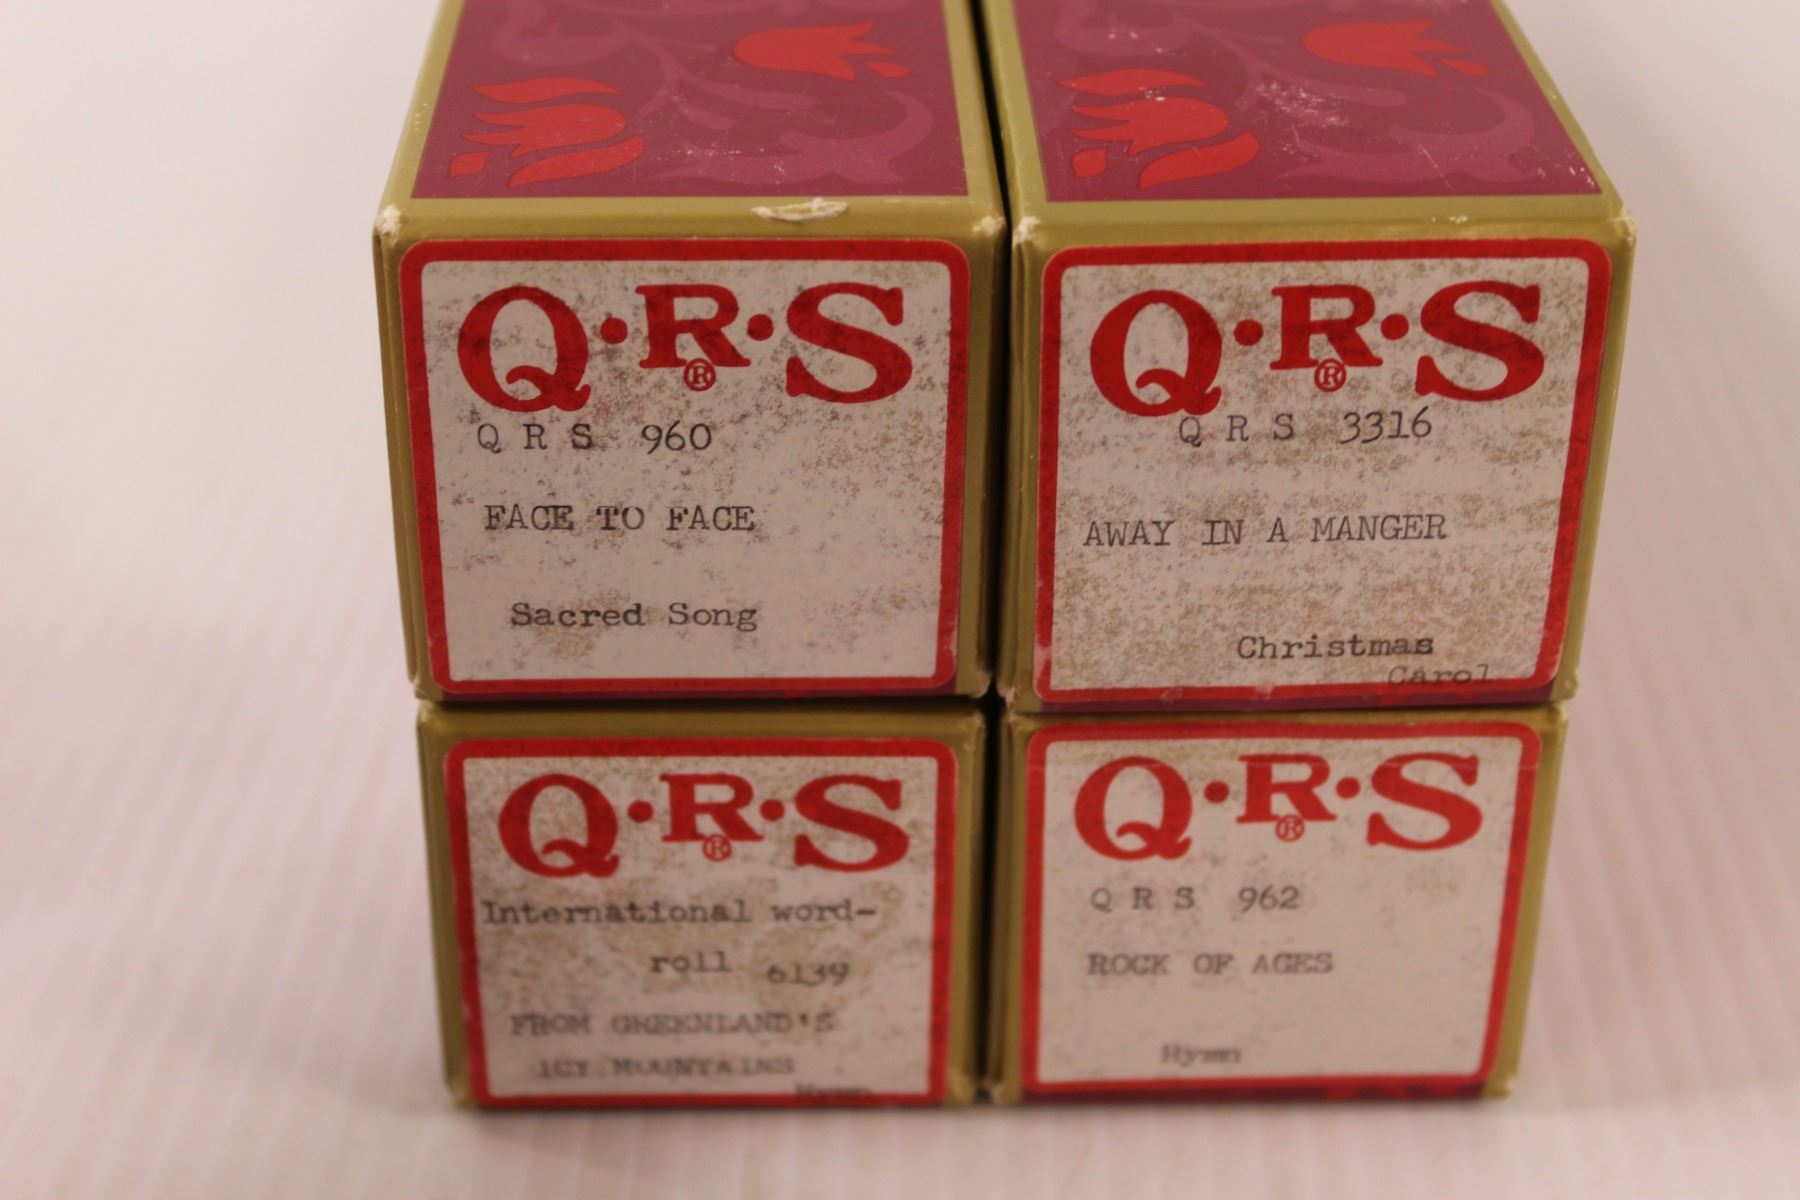 Q·R·S
®
Q R S 960
FACE TO FACE
Sacred Song
Q·R·S
®
Q R S 3316
AWAY IN A MANGER
Christmas
Carol
Q·R·S
®
International word-
roll 6139
FROM GREENLAND'S
ICY MOUNTAINS
Hymn
Q·R·S
®
Q R S 962
ROCK OF AGES
Hymn